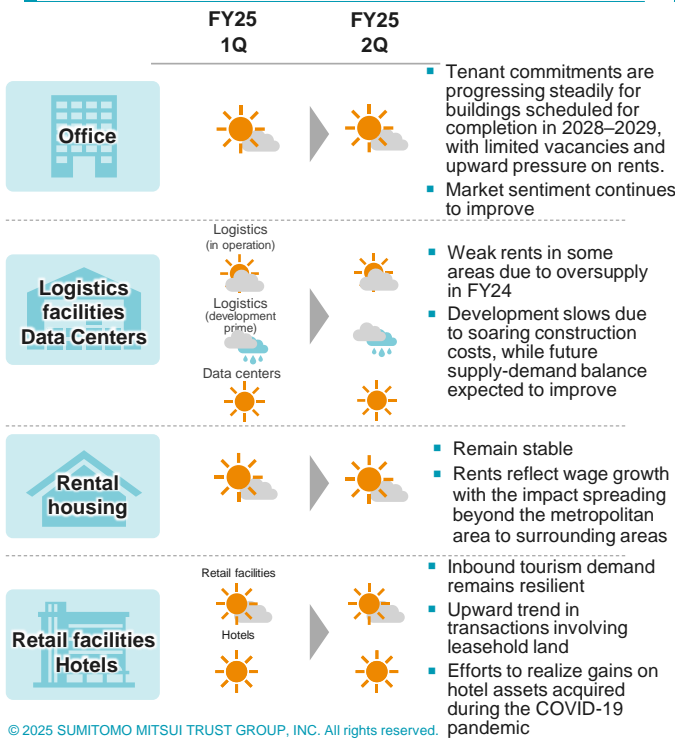 FY25
1Q
FY25
2Q
Office
▪ Tenant commitments are
progressing steadily for
buildings scheduled for
completion in 2028–2029,
with limited vacancies and
upward pressure on rents.
▪ Market sentiment continues
to improve
Logistics
facilities
Data Centers
Logistics
(in operation)
Logistics
(development
prime)
Data centers
▪ Weak rents in some
areas due to oversupply
in FY24
▪ Development slows due
to soaring construction
costs, while future
supply-demand balance
expected to improve
Rental
housing
▪ Remain stable
▪ Rents reflect wage growth
with the impact spreading
beyond the metropolitan
area to surrounding areas
Retail facilities
Hotels
Retail facilities
Hotels
▪ Inbound tourism demand
remains resilient
▪ Upward trend in
transactions involving
leasehold land
▪ Efforts to realize gains on
hotel assets acquired
during the COVID-19
pandemic
© 2025 SUMITOMO MITSUI TRUST GROUP, INC. All rights reserved.